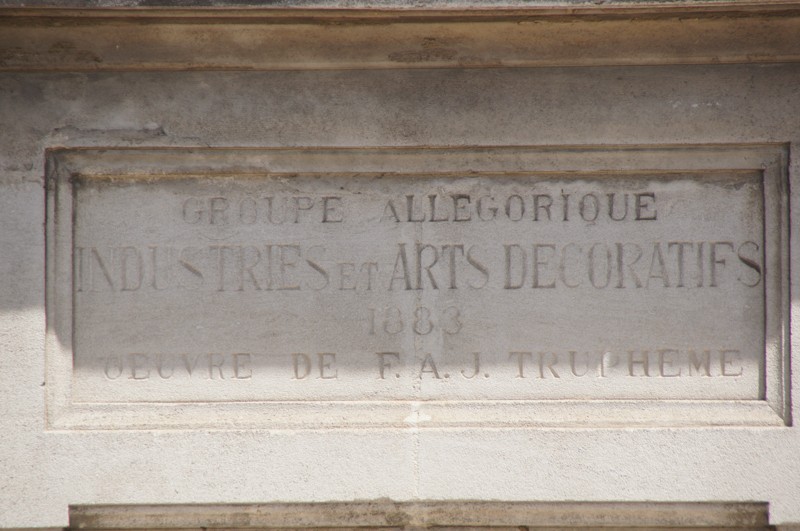 GROUPE ALLEGORIQUE
INDUSTRIES ET ARTS DECORATIFS
1883
OEUVRE DE F. A. J. TRUPHEME